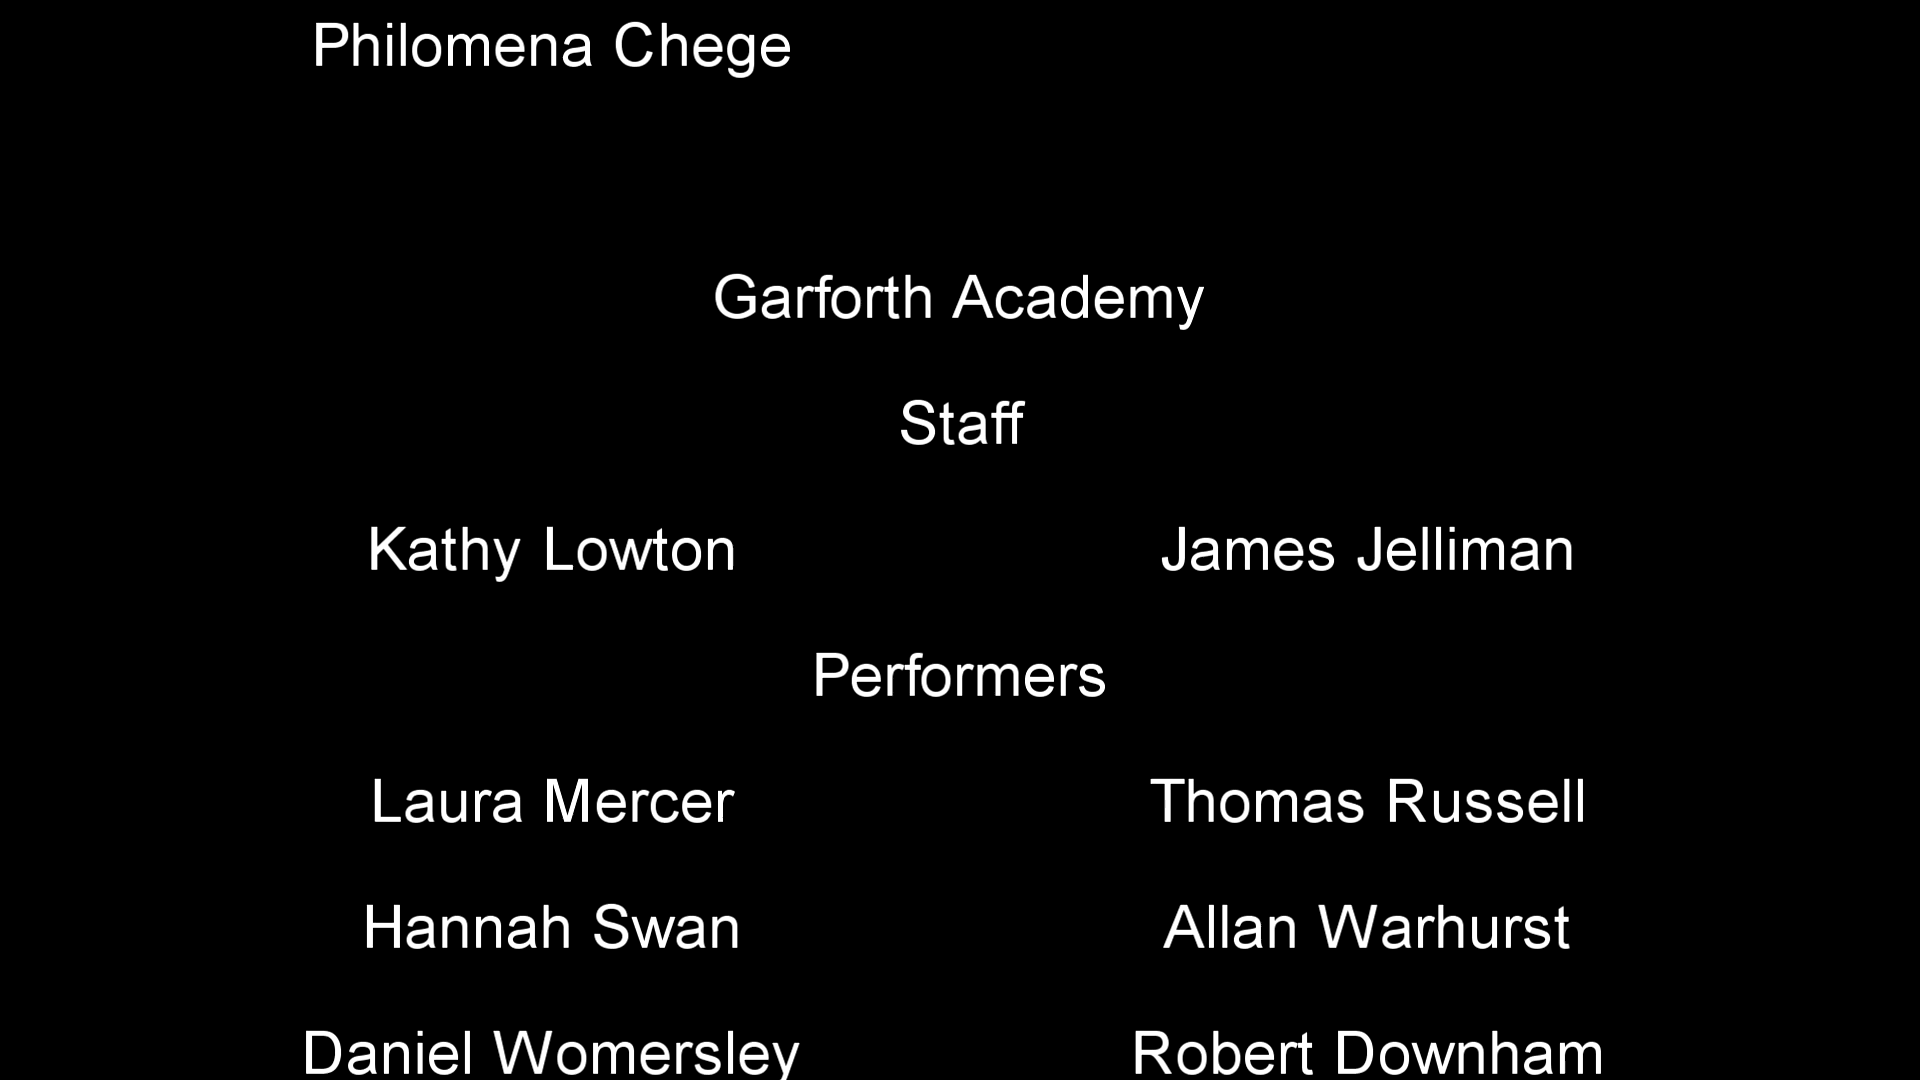 Philomena Chege
Garforth Academy
Staff
Kathy Lowton James Jelliman
Performers
Laura Mercer Thomas Russell
Hannah Swan Allan Warhurst
Daniel Womersley Robert Downham